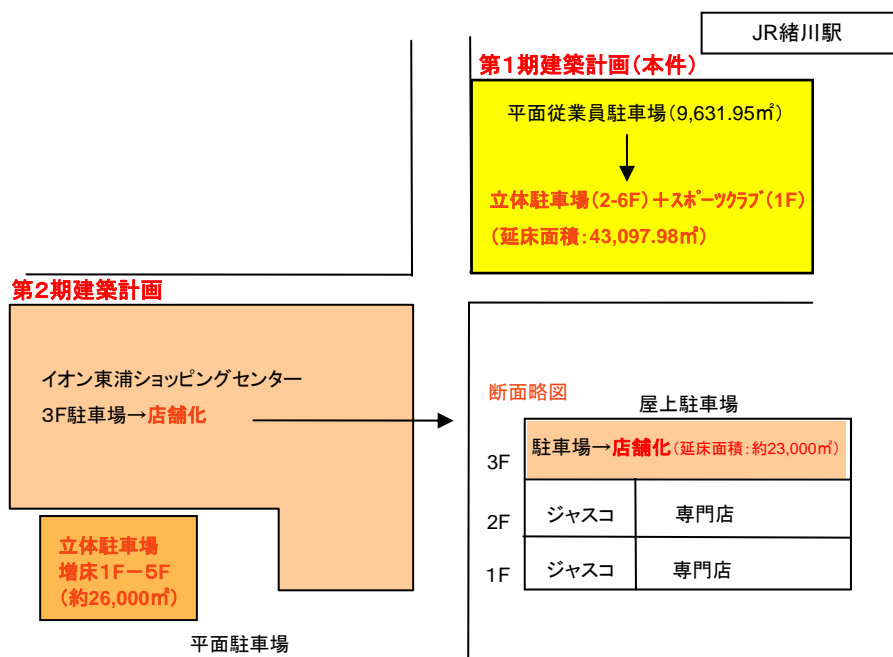 JR緒川駅
第1期建築計画(本件)
平面従業員駐車場(9,631.95㎡)
立体駐車場(2-6F)+スポーツクラブ(1F)
(延床面積:43,097.98㎡)
第2期建築計画
イオン東浦ショッピングセンター
3F駐車場→店舗化
立体駐車場
増床1F-5F
(約26,000㎡)
平面駐車場
断面略図
屋上駐車場
3F 駐車場→店舗化(延床面積:約23,000㎡)
2F ジャスコ 専門店
1F ジャスコ 専門店